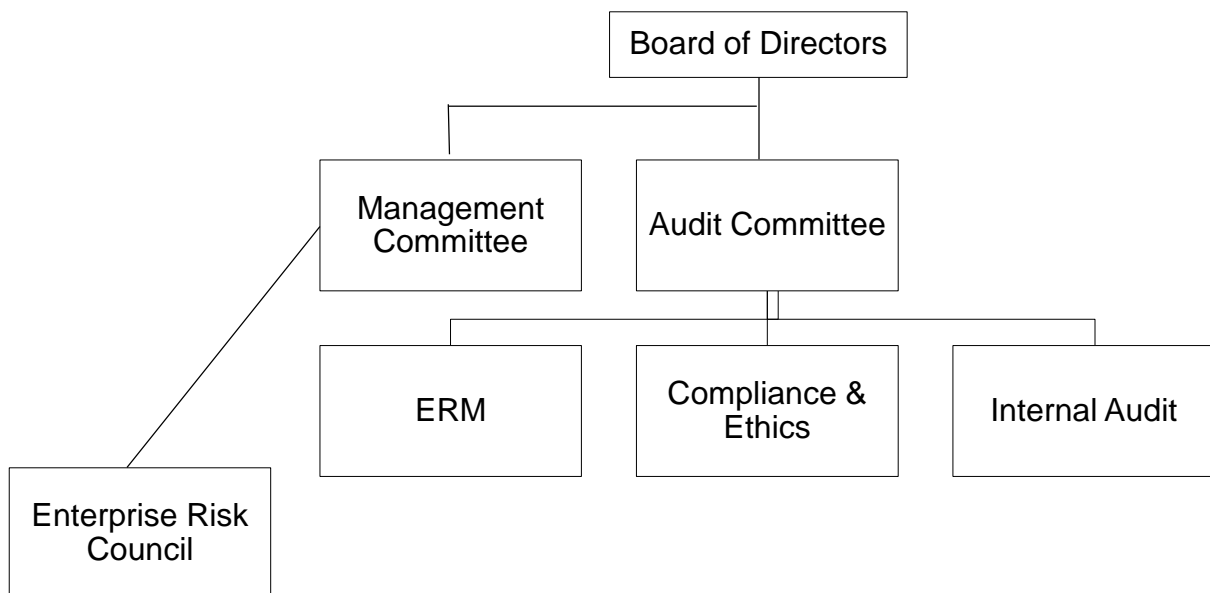 Board of Directors
Management
Committee
Audit Committee
ERM
Compliance &
Ethics
Internal Audit
Enterprise Risk
Council